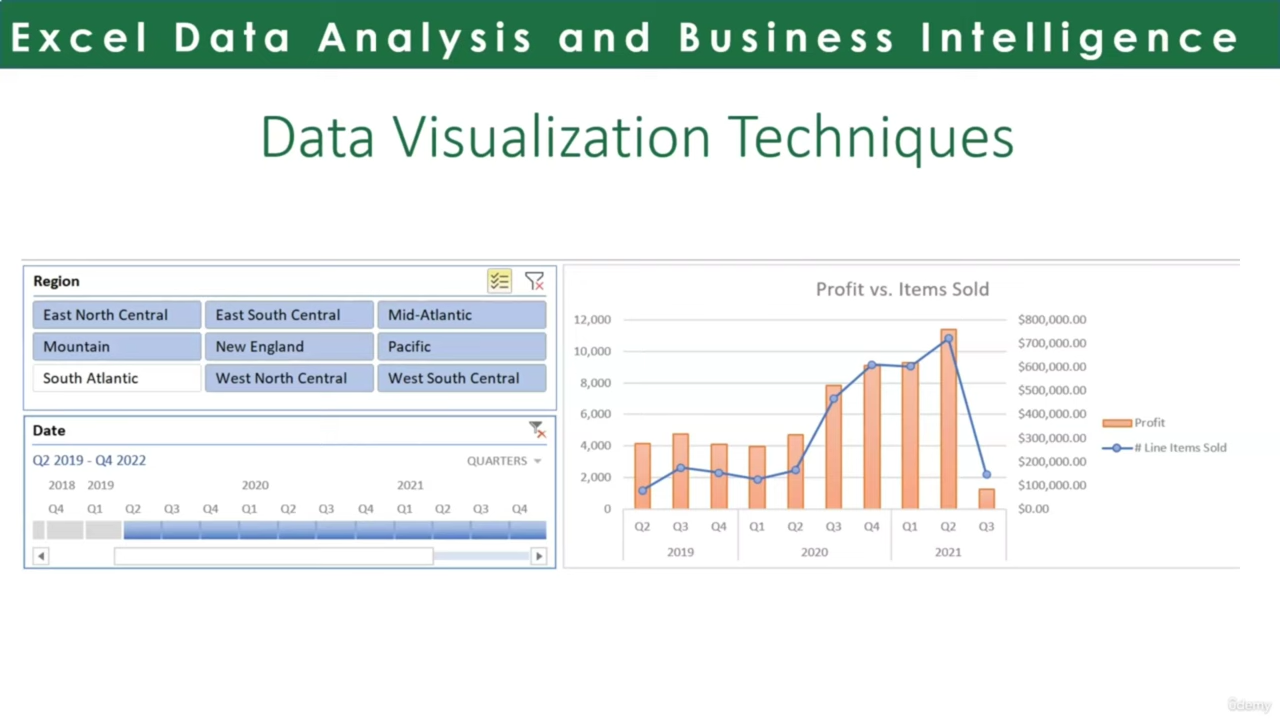 Excel Data Analysis and Business Intelligence
Data Visualization Techniques
Region
East North Central East South Central Mid-Atlantic
Mountain New England Pacific
South Atlantic West North Central West South Central
Date
Q2 2019 - Q4 2022 QUARTERS
2018 2019 2020 2021
Q4 Q1 Q2 Q3 Q4 Q1 Q2 Q3 Q4 Q1 Q2 Q3 Q4
Profit vs. Items Sold
12,000
10,000
8,000
6,000
4,000
2,000
0
$800,000.00
$700,000.00
$600,000.00
$500,000.00
$400,000.00
$300,000.00
$200,000.00
$100,000.00
$0.00
Q2 Q3 Q4 Q1 Q2 Q3 Q4 Q1 Q2 Q3
2019 2020 2021
Profit
# Line Items Sold
ûdemy